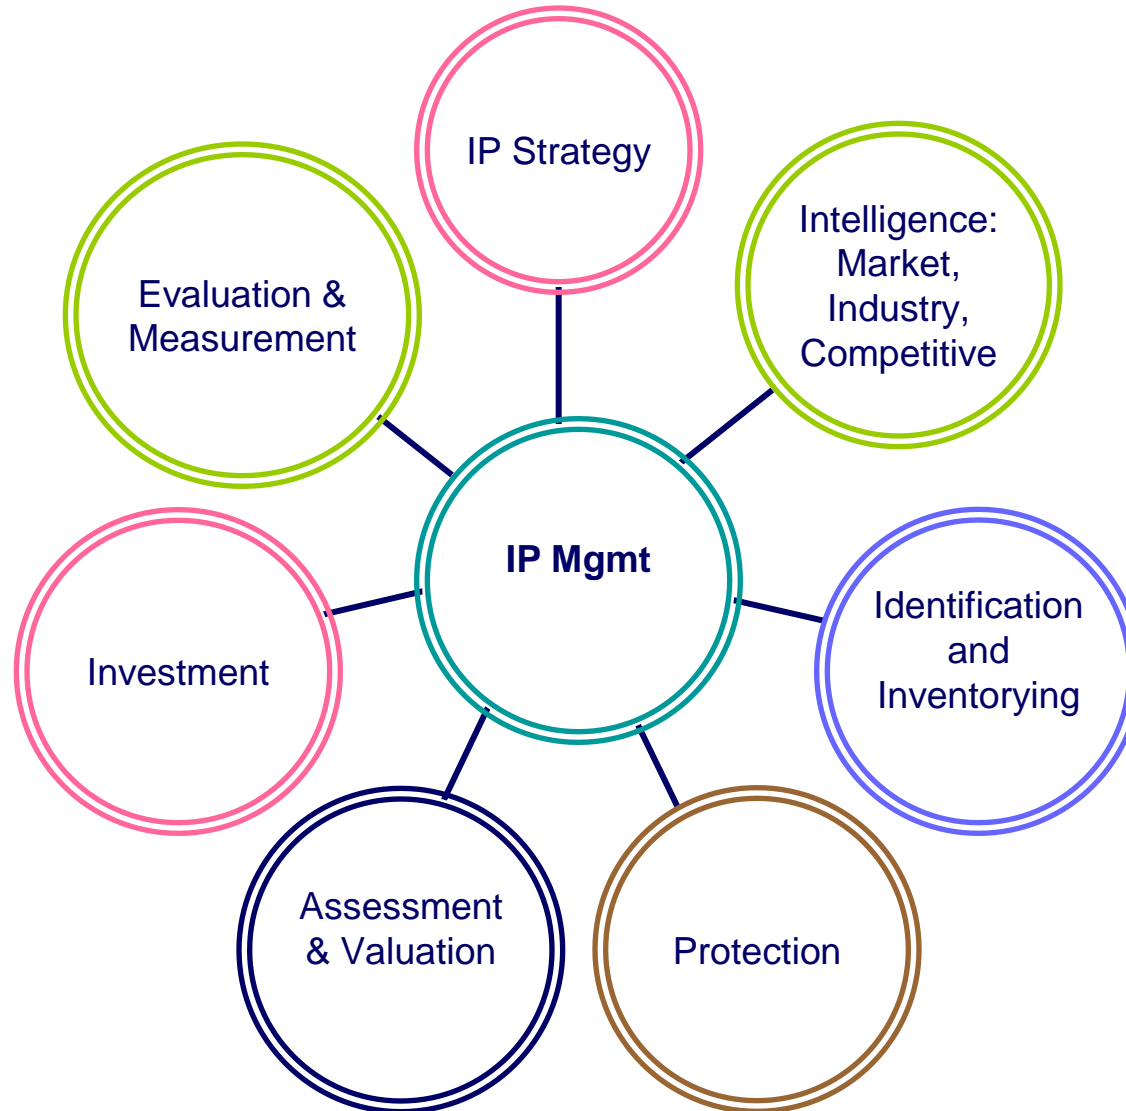 IP Strategy
Intelligence:
Market,
Industry,
Competitive
Evaluation &
Measurement
IP Mgmt
Identification
and
Inventorying
Investment
Assessment
& Valuation
Protection